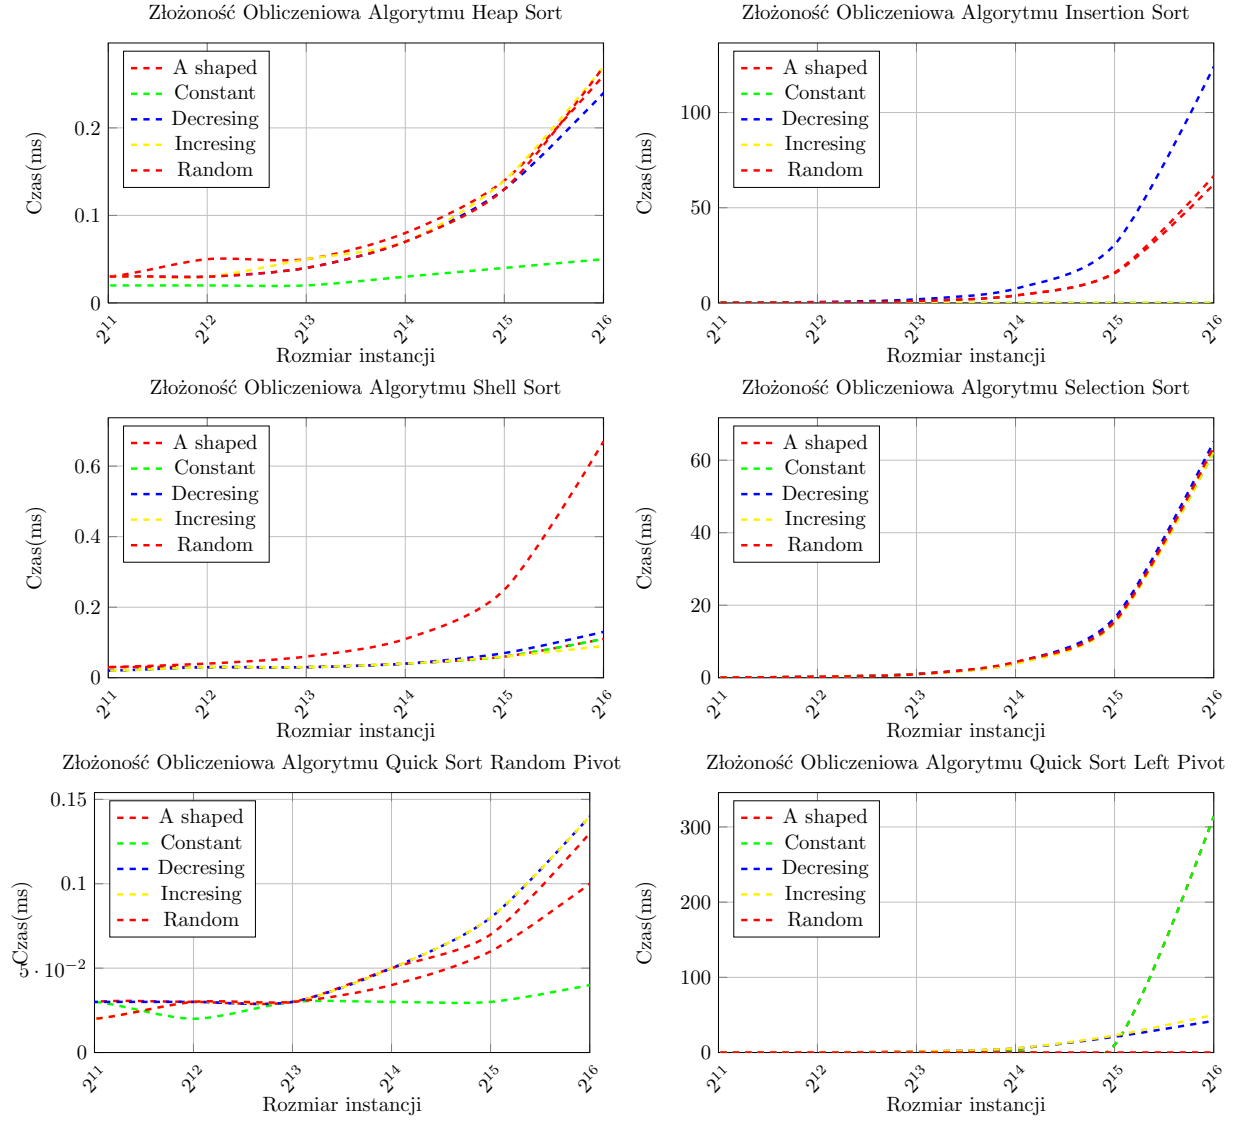 Złożoność Obliczeniowa Algorytmu Heap Sort
Czas(ms)
0.2
0.1
0
A shaped
Constant
Decresing
Incresing
Random
2^11 2^12 2^13 2^14 2^15 2^16
Rozmiar instancji
Złożoność Obliczeniowa Algorytmu Insertion Sort
Czas(ms)
100
50
0
A shaped
Constant
Decresing
Incresing
Random
2^11 2^12 2^13 2^14 2^15 2^16
Rozmiar instancji
Złożoność Obliczeniowa Algorytmu Shell Sort
Czas(ms)
0.6
0.4
0.2
0
A shaped
Constant
Decresing
Incresing
Random
2^11 2^12 2^13 2^14 2^15 2^16
Rozmiar instancji
Złożoność Obliczeniowa Algorytmu Selection Sort
Czas(ms)
60
40
20
0
A shaped
Constant
Decresing
Incresing
Random
2^11 2^12 2^13 2^14 2^15 2^16
Rozmiar instancji
Złożoność Obliczeniowa Algorytmu Quick Sort Random Pivot
Czas(ms)
0.15
0.1
5 · 10^−2
0
A shaped
Constant
Decresing
Incresing
Random
2^11 2^12 2^13 2^14 2^15 2^16
Rozmiar instancji
Złożoność Obliczeniowa Algorytmu Quick Sort Left Pivot
Czas(ms)
300
200
100
0
A shaped
Constant
Decresing
Incresing
Random
2^11 2^12 2^13 2^14 2^15 2^16
Rozmiar instancji